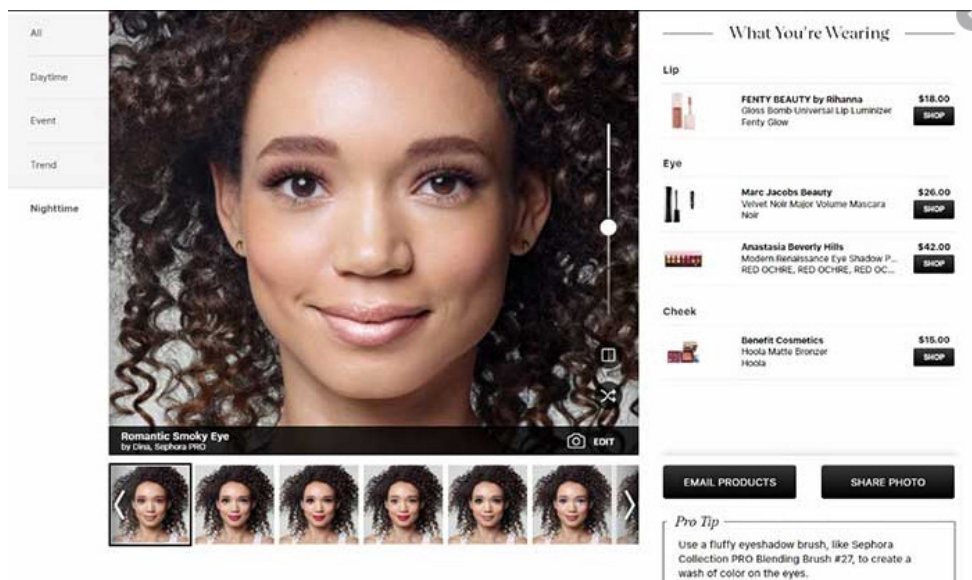 All
Daytime
Event
Trend
Nighttime
Romantic Smoky Eye
by Dina, Sephora PRO
EDIT
What You're Wearing
Lip
FENTY BEAUTY by Rihanna $18.00
Gloss Bomb Universal Lip Luminizer SHOP
Fenty Glow
Eye
Marc Jacobs Beauty $26.00
Velvet Noir Major Volume Mascara SHOP
Noir
Anastasia Beverly Hills $42.00
Modern Renaissance Eye Shadow P... SHOP
RED OCHRE, RED OCHRE, RED OC...
Cheek
Benefit Cosmetics $15.00
Hoola Matte Bronzer SHOP
Hoola
EMAIL PRODUCTS SHARE PHOTO
Pro Tip
Use a fluffy eyeshadow brush, like Sephora
Collection PRO Blending Brush #27, to create a
wash of color on the eyes.